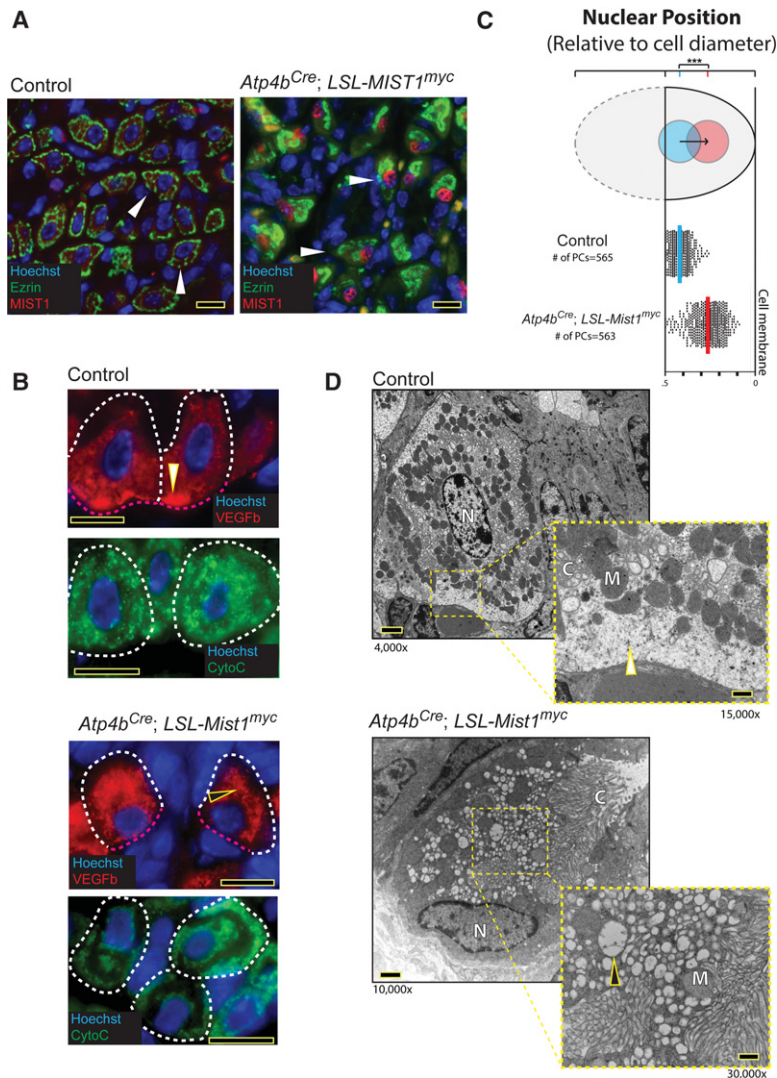 A
Control
Atp4bCre; LSL-MIST1myc
Hoechst
Ezrin
MIST1
Hoechst
Ezrin
MIST1
C
Nuclear Position
(Relative to cell diameter)
***
Control
# of PCs=565
Atp4bCre; LSL-Mist1myc
# of PCs=563
Cell membrane
.5
0
B
Control
Hoechst
VEGFb
Hoechst
CytoC
Atp4bCre; LSL-Mist1myc
Hoechst
VEGFb
Hoechst
CytoC
D
Control
N
4,000x
C
M
15,000x
Atp4bCre; LSL-Mist1myc
C
N
10,000x
M
30,000x